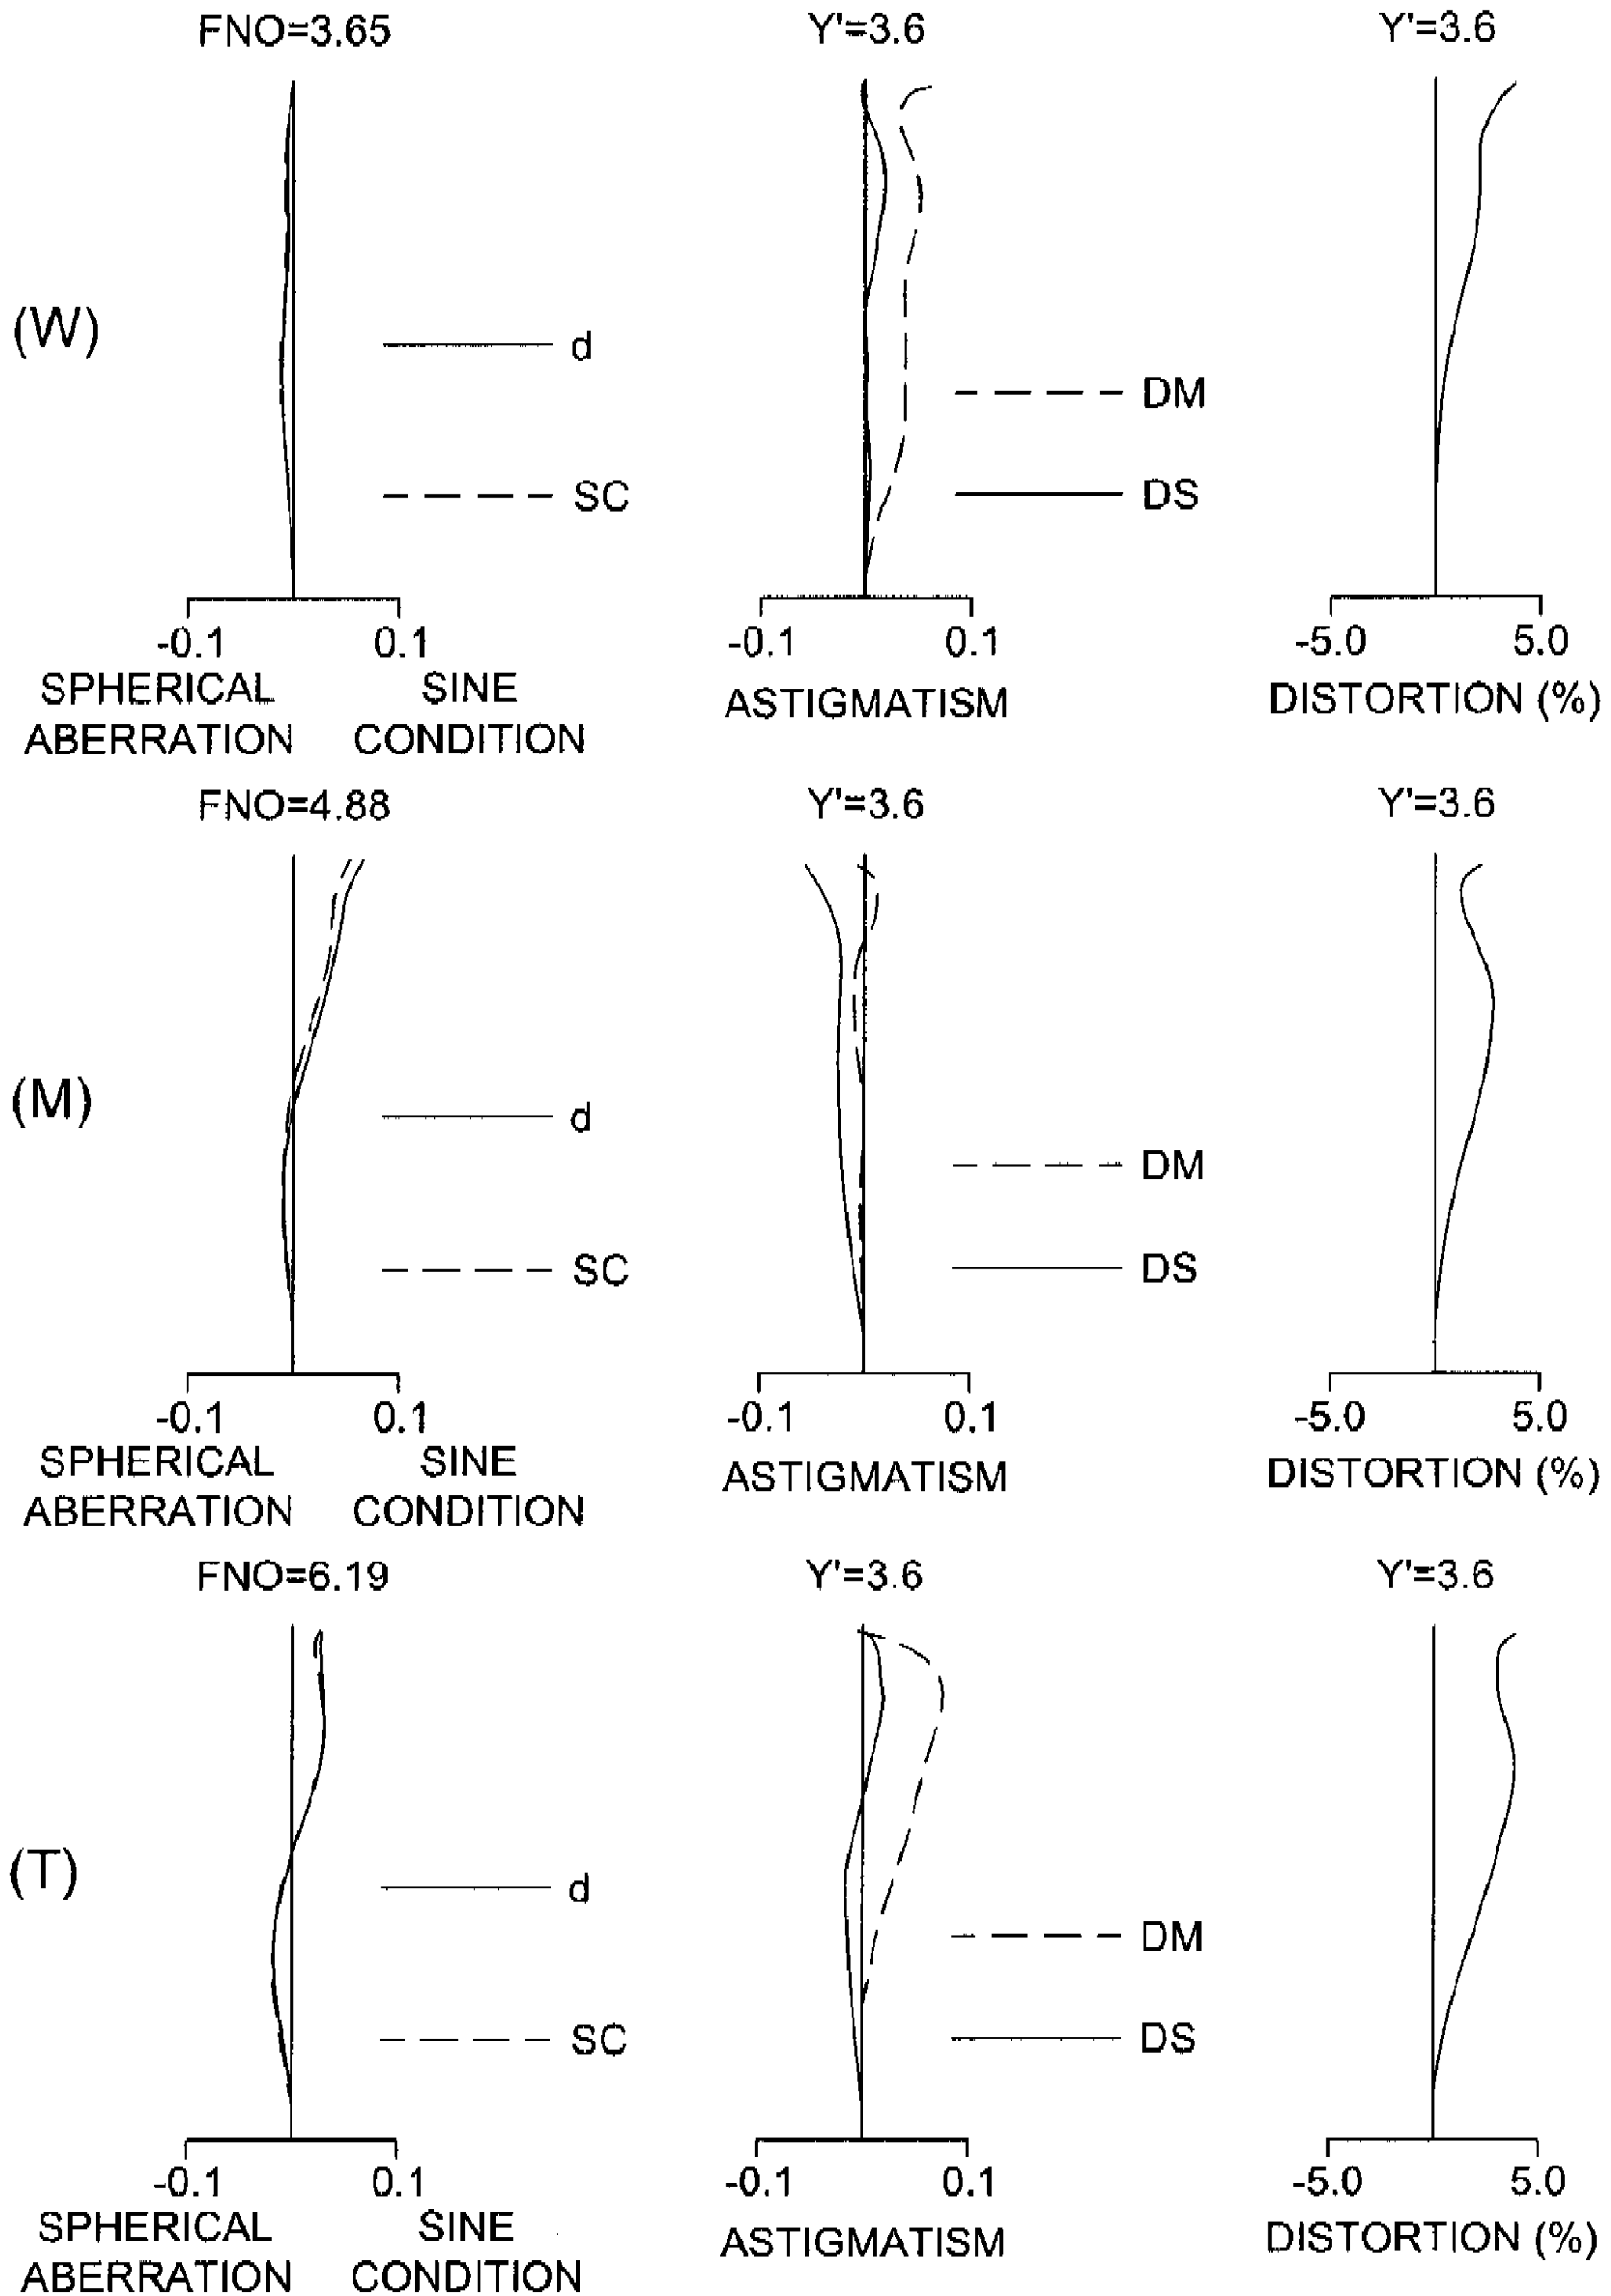 FNO=3.65 Y'=3.6 Y'=3.6
(W)
d
SC
DM
DS
-0.1 0.1 -0.1 0.1 -5.0 5.0
SPHERICAL SINE
ABERRATION CONDITION
ASTIGMATISM
DISTORTION (%)
FNO=4.88 Y'=3.6 Y'=3.6
(M)
d
SC
DM
DS
-0.1 0.1 -0.1 0.1 -5.0 5.0
SPHERICAL SINE
ABERRATION CONDITION
ASTIGMATISM
DISTORTION (%)
FNO=6.19 Y'=3.6 Y'=3.6
(T)
d
SC
DM
DS
-0.1 0.1 -0.1 0.1 -5.0 5.0
SPHERICAL SINE
ABERRATION CONDITION
ASTIGMATISM
DISTORTION (%)